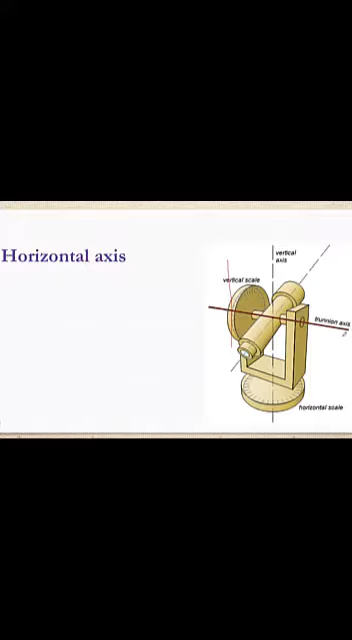 Horizontal axis
vertical
axis
vertical scale
trunnion axis
horizontal scale